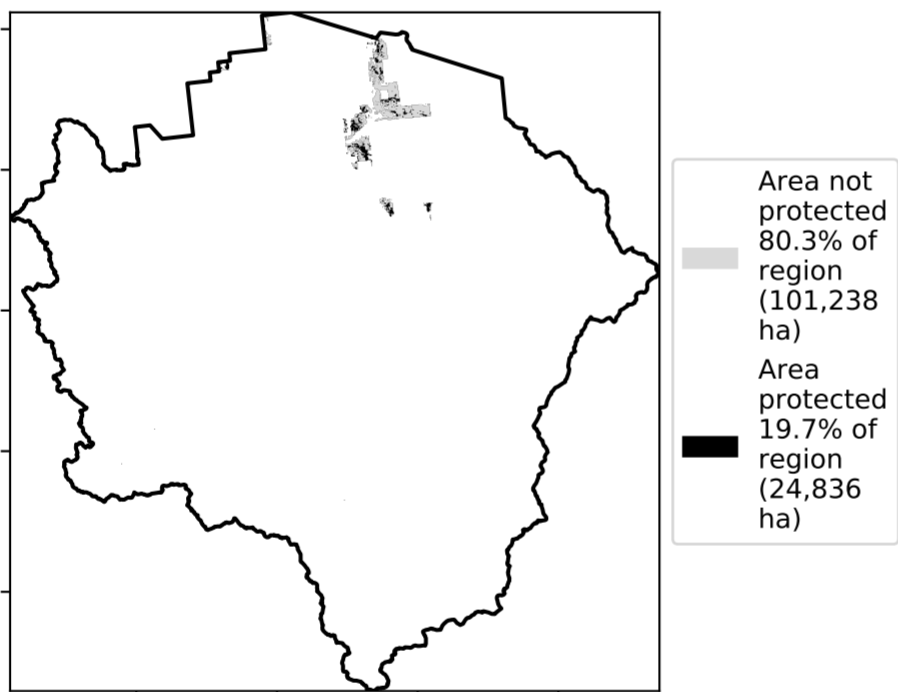 Area not
protected
80.3% of
region
(101,238
ha)
Area
protected
19.7% of
region
(24,836
ha)